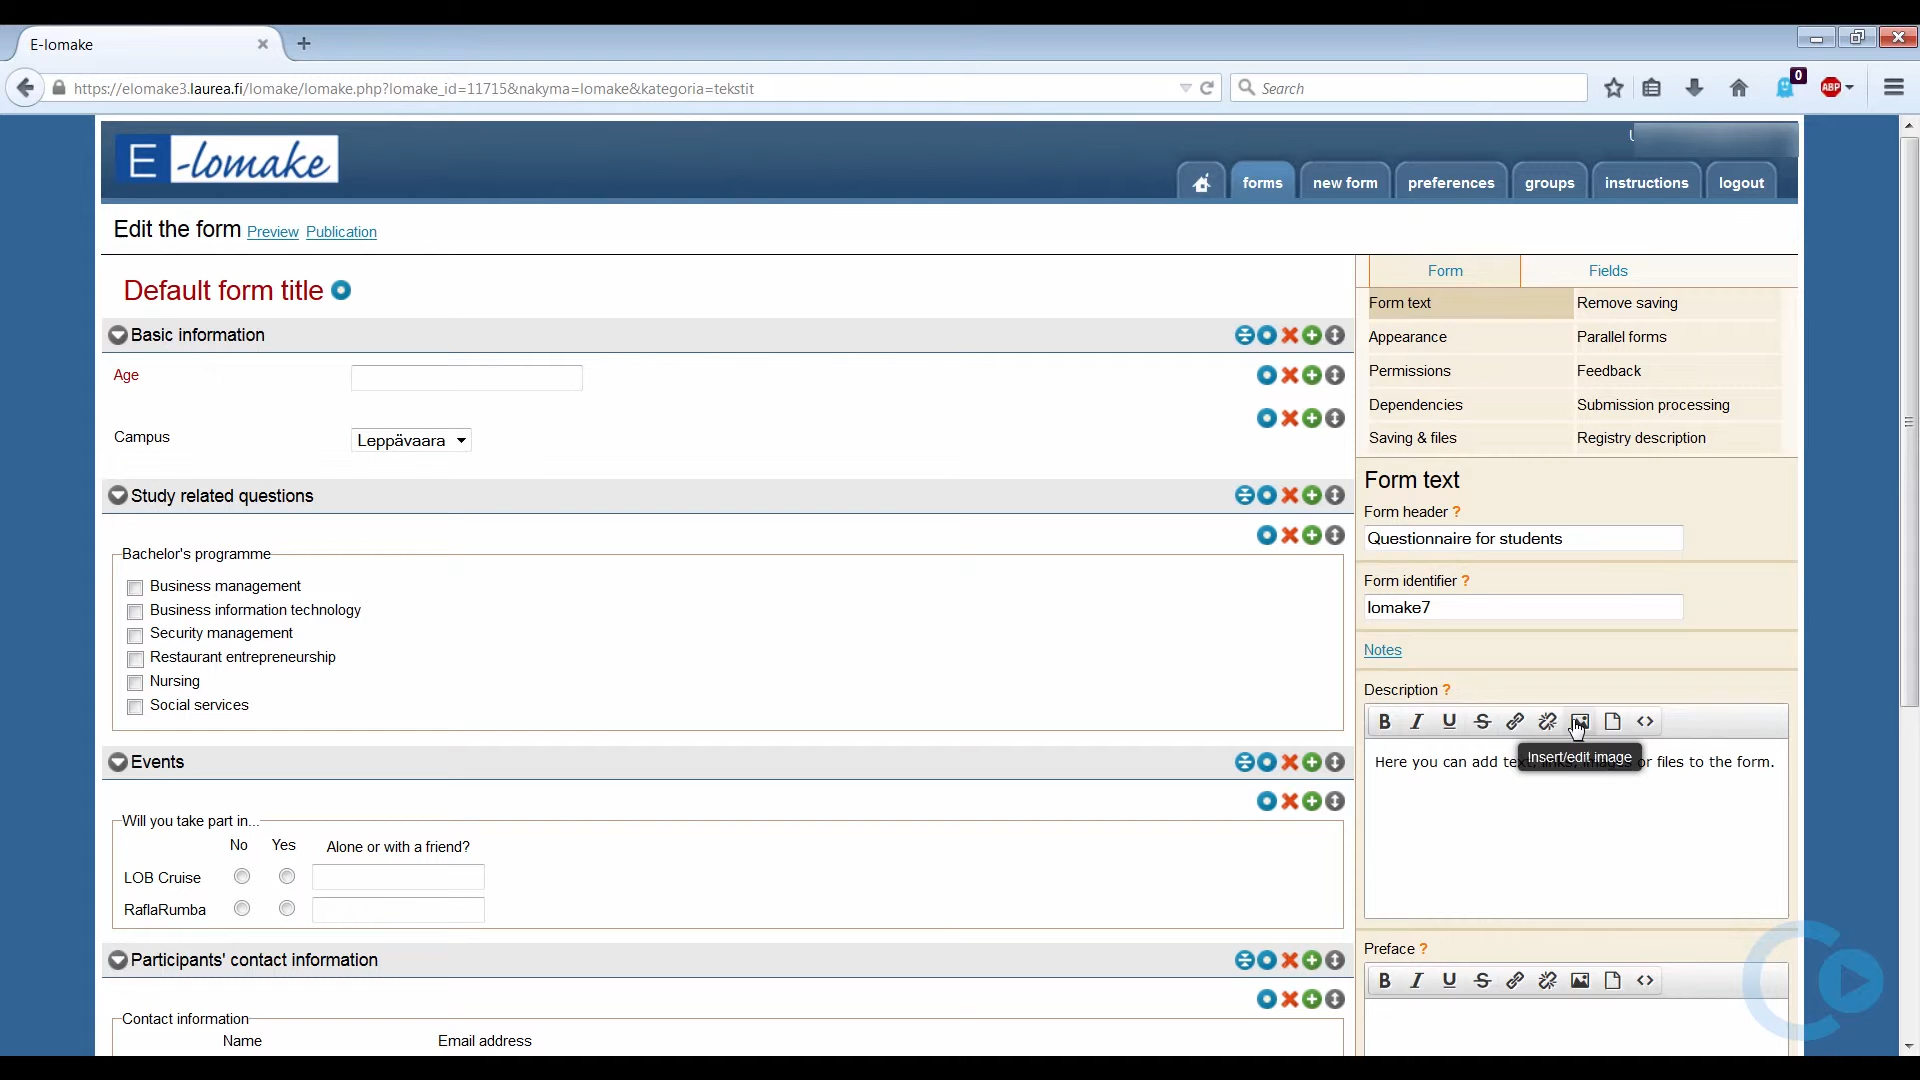 E-lomake
https://elomake3.laurea.fi/lomake/lomake.php?lomake_id=11715&nakyma=lomake&kategoria=tekstit
Search
0
ABP
E -lomake
forms
new form
preferences
groups
instructions
logout
Edit the form Preview Publication
Default form title
Form
Fields
Form text
Remove saving
Appearance
Parallel forms
Permissions
Feedback
Dependencies
Submission processing
Saving & files
Registry description
Basic information
Age
Campus
Leppävaara
Study related questions
Bachelor's programme
Business management
Business information technology
Security management
Restaurant entrepreneurship
Nursing
Social services
Events
Will you take part in...
No Yes Alone or with a friend?
LOB Cruise
RaflaRumba
Participants' contact information
Contact information
Name Email address
Form text
Form header ?
Questionnaire for students
Form identifier ?
lomake7
Notes
Description ?
B I U S
Insert/edit image
Here you can add text, links, images or files to the form.
Preface ?
B I U S